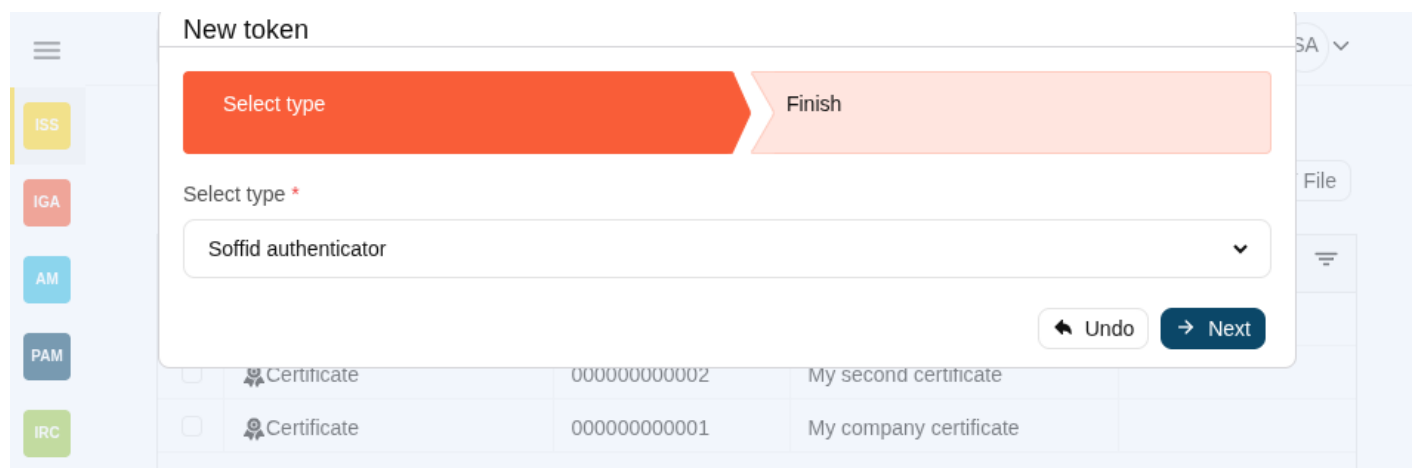 New token
SA
ISS
Select type
Finish
Select type *
File
IGA
Soffid authenticator
AM
Undo
Next
PAM
Certificate 000000000002 My second certificate
IRC
Certificate 000000000001 My company certificate